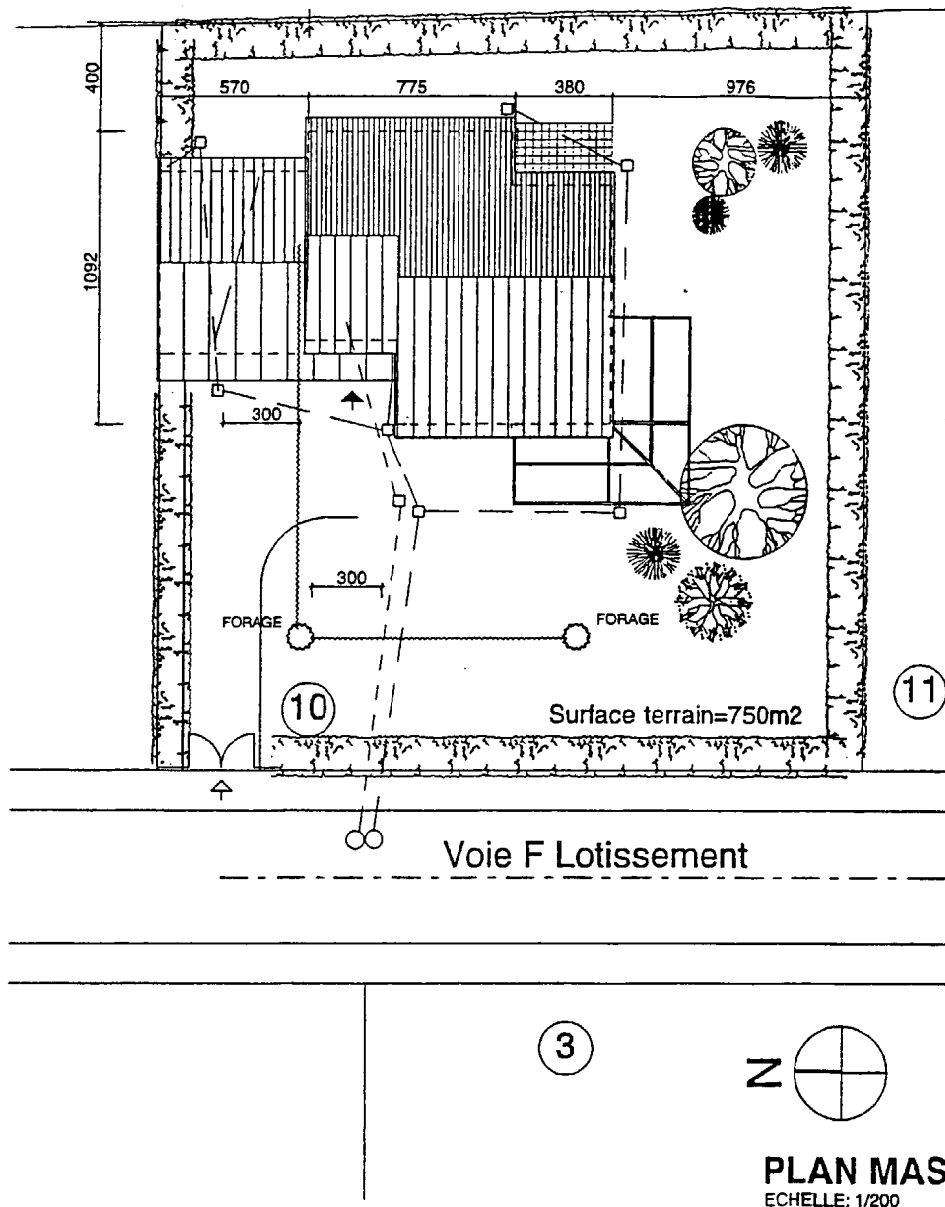 400
570
775
380
976
1092
300
300
FORAGE
FORAGE
10
11
Surface terrain=750m2
Voie F Lotissement
3
N
PLAN MAS
ECHELLE: 1/200